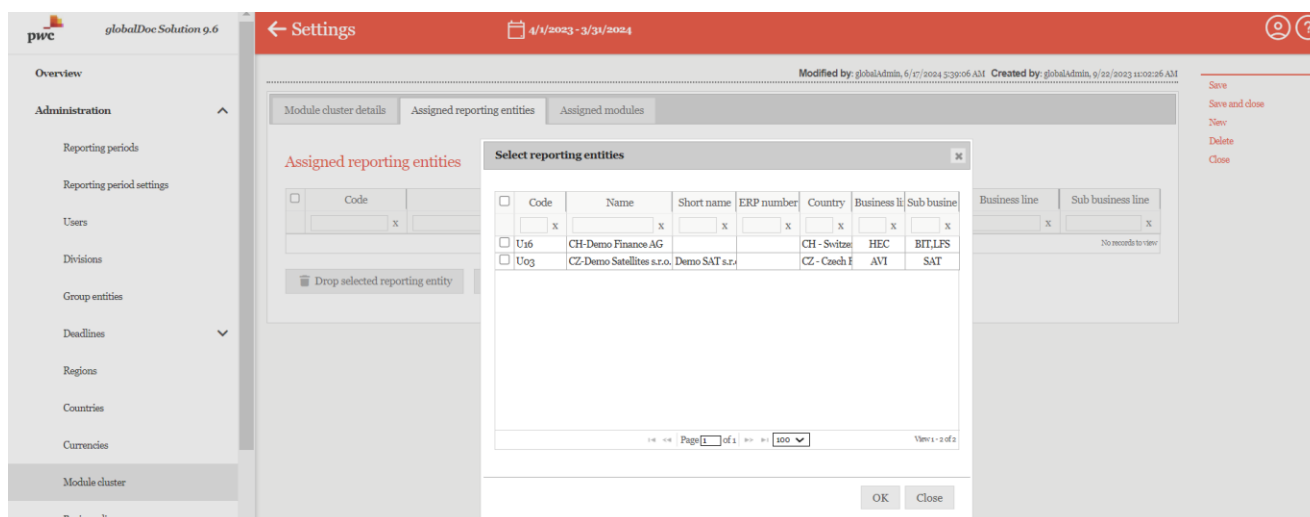 pwc
globalDoc Solution 9.6
← Settings
4/1/2023 - 3/31/2024
Overview
Administration
Reporting periods
Reporting period settings
Users
Divisions
Group entities
Deadlines
Regions
Countries
Currencies
Module cluster
Modified by: globalAdmin, 6/17/2024 5:39:06 AM Created by: globalAdmin, 9/22/2023 11:02:26 AM
Save
Save and close
New
Delete
Close
Module cluster details Assigned reporting entities Assigned modules
Assigned reporting entities
Code Business line Sub business line
x x x
No records to view
Drop selected reporting entity
Select reporting entities x
Code Name Short name ERP number Country Business li Sub busine
x x x x x x x
U16 CH-Demo Finance AG CH - Switze HEC BIT,LFS
U03 CZ-Demo Satellites s.r.o. Demo SAT s.r. CZ - Czech AVI SAT
Page 1 of 1 100 View 1 - 2 of 2
OK Close